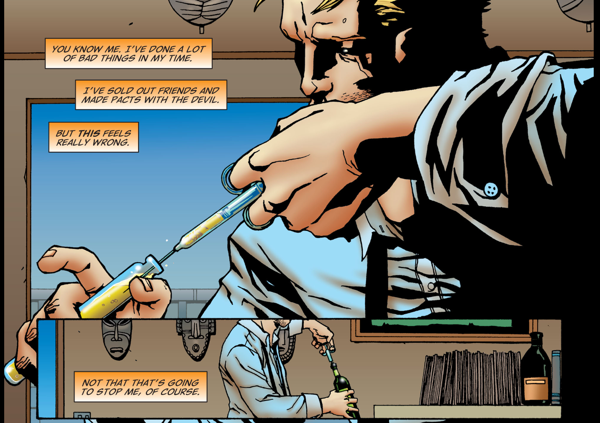 YOU KNOW ME. I'VE DONE A LOT
OF BAD THINGS IN MY TIME.
I'VE SOLD OUT FRIENDS AND
MADE PACTS WITH THE DEVIL.
BUT THIS FEELS
REALLY WRONG.
NOT THAT THAT'S GOING
TO STOP ME, OF COURSE.